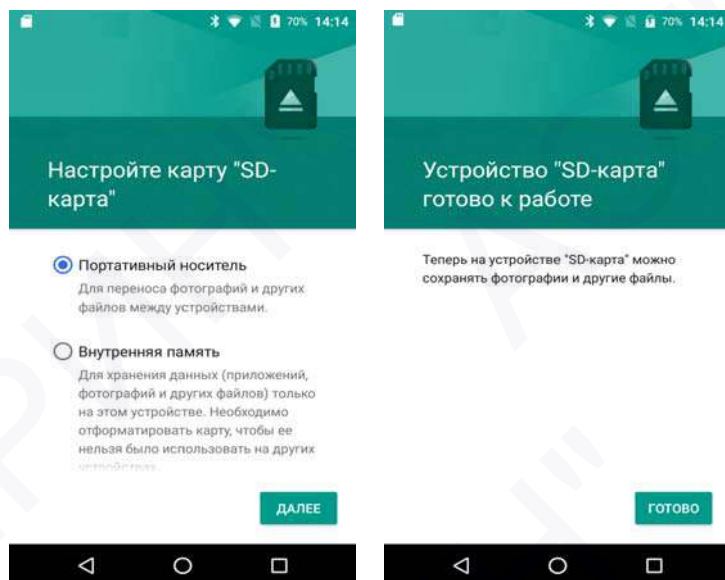 70% 14:14
Настройте карту "SD-
карта"
Портативный носитель
Для переноса фотографий и других
файлов между устройствами.
Внутренняя память
Для хранения данных (приложений,
фотографий и других файлов) только
на этом устройстве. Необходимо
отформатировать карту, чтобы ее
нельзя было использовать на других
устройствах.
ДАЛЕЕ
70% 14:14
Устройство "SD-карта"
готово к работе
Теперь на устройстве "SD-карта" можно
сохранять фотографии и другие файлы.
ГОТОВО